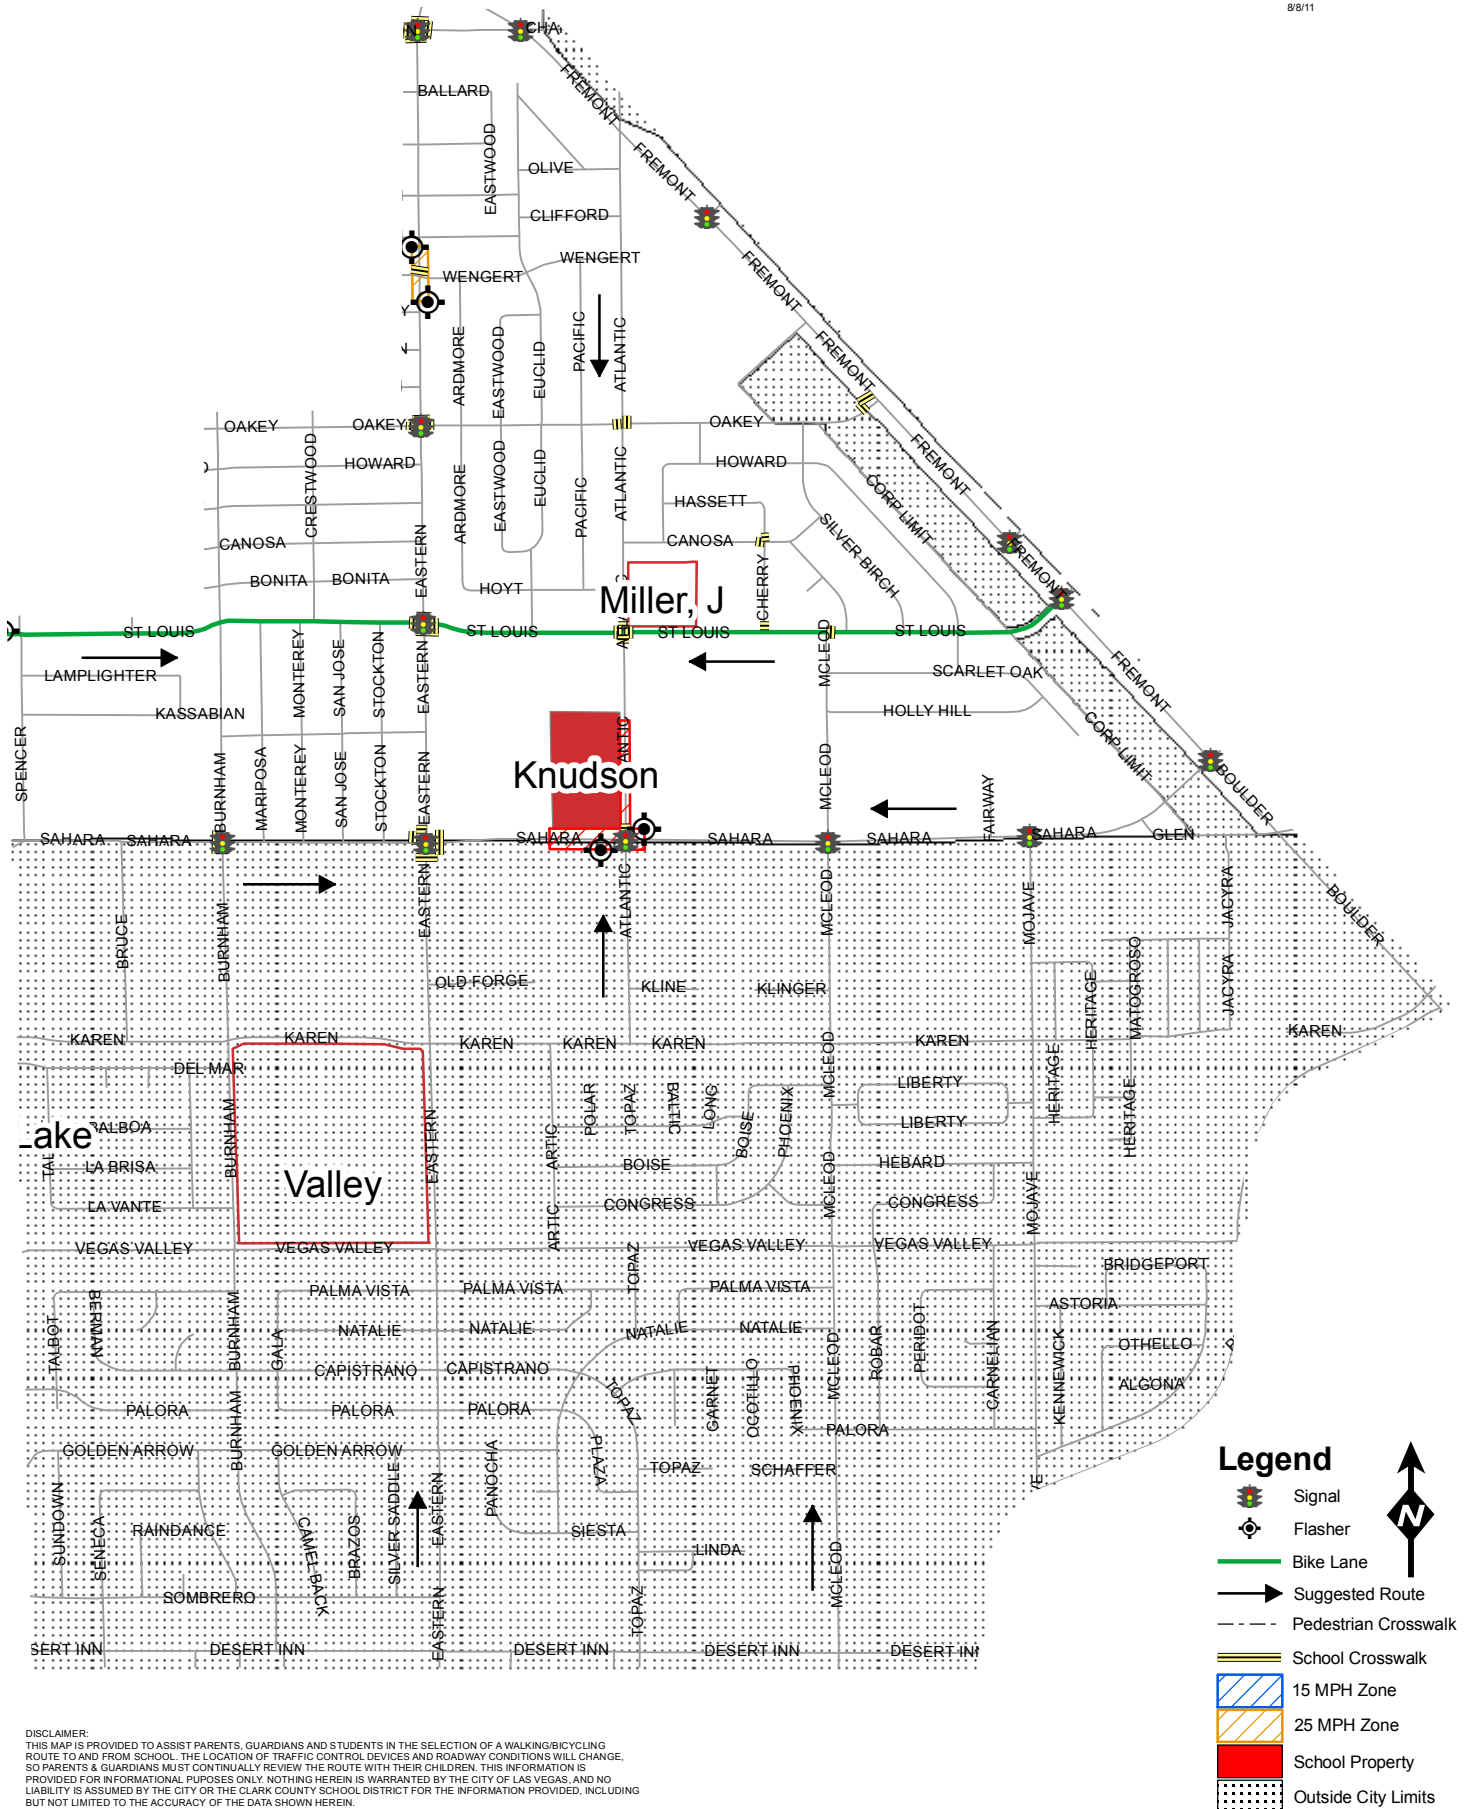 8/8/11
N
CHA
FREMONT
BALLARD
EASTWOOD
OLIVE
FREMONT
CLIFFORD
WENGERT
WENGERT
FREMONT
ARDMORE
EASTWOOD
EUCLID
PACIFIC
ATLANTIC
FREMONT
OAKEY
OAKEY
OAKEY
CRESTWOOD
HOWARD
HOWARD
ARDMORE
EASTWOOD
EUCLID
PACIFIC
ATLANTIC
FREMONT
HASSETT
CORP LIMIT
CANOSA
CANOSA
EASTERN
SILVER BIRCH
FREMONT
BONITA
BONITA
HOYT
CHERRY
Miller, J
ST LOUIS
ST LOUIS
ST LOUIS
ST LOUIS
LAMPLIGHTER
KASSABIAN
MONTEREY
SAN JOSE
STOCKTON
EASTERN
MCLEOD
SCARLET OAK
HOLLY HILL
FREMONT
CORP LIMIT
SPENCER
BURNHAM
MARIPOSA
MONTEREY
SAN JOSE
STOCKTON
EASTERN
ANTIC
Knudson
MCLEOD
FAIRWAY
BOULDER
SAHARA
SAHARA
SAHARA
SAHARA
SAHARA
SAHARA
GLEN
BRUCE
BURNHAM
EASTERN
ATLANTIC
MCLEOD
MOJAVE
JACYRA
BOULDER
OLD FORGE
KLINE
KLINGER
HERITAGE
MATOGROSO
JACYRA
KAREN
KAREN
KAREN
KAREN
KAREN
KAREN
KAREN
DEL MAR
MCLEOD
HERITAGE
POLAR
TOPAZ
BALTIC
LONG
BOISE
PHOENIX
LIBERTY
LIBERTY
HERITAGE
Lake
BALBOA
TAL
BURNHAM
EASTERN
ARTIC
LA BRISA
BOISE
HEBARD
Valley
LA VANTE
CONGRESS
CONGRESS
MCLEOD
MOJAVE
ARTIC
VEGAS VALLEY
VEGAS VALLEY
VEGAS VALLEY
VEGAS VALLEY
TOPAZ
BRIDGEPORT
PALMA VISTA
PALMA VISTA
PALMA VISTA
ASTORIA
TALBOT
BERMAN
BURNHAM
GALA
NATALIE
NATALIE
NATALIE
NATALIE
MCLEOD
ROBAR
PERIDOT
CARNELIAN
KENNEWICK
OTHELLO
CAPISTRANO
CAPISTRANO
ALGONA
PALORA
PALORA
PALORA
TOPAZ
GARNET
OCOTILLO
PHOENIX
PALORA
BURNHAM
GOLDEN ARROW
GOLDEN ARROW
PANOCHA
PLAZA
TOPAZ
SCHAFFER
SUNDOWN
SENECA
RAINDANCE
CAMEL BACK
BRAZOS
SILVER SADDLE
EASTERN
SIESTA
LINDA
SOMBRERO
EASTERN
TOPAZ
MCLEOD
SERT INN
DESERT INN
DESERT INN
DESERT INN
DESERT IN
Legend
Signal
Flasher
Bike Lane
Suggested Route
Pedestrian Crosswalk
School Crosswalk
15 MPH Zone
25 MPH Zone
School Property
Outside City Limits
N
DISCLAIMER:
THIS MAP IS PROVIDED TO ASSIST PARENTS, GUARDIANS AND STUDENTS IN THE SELECTION OF A WALKING/BICYCLING
ROUTE TO AND FROM SCHOOL. THE LOCATION OF TRAFFIC CONTROL DEVICES AND ROADWAY CONDITIONS WILL CHANGE,
SO PARENTS & GUARDIANS MUST CONTINUALLY REVIEW THE ROUTE WITH THEIR CHILDREN. THIS INFORMATION IS
PROVIDED FOR INFORMATIONAL PUPOSES ONLY. NOTHING HEREIN IS WARRANTED BY THE CITY OF LAS VEGAS, AND NO
LIABILITY IS ASSUMED BY THE CITY OR THE CLARK COUNTY SCHOOL DISTRICT FOR THE INFORMATION PROVIDED, INCLUDING
BUT NOT LIMITED TO THE ACCURACY OF THE DATA SHOWN HEREIN.